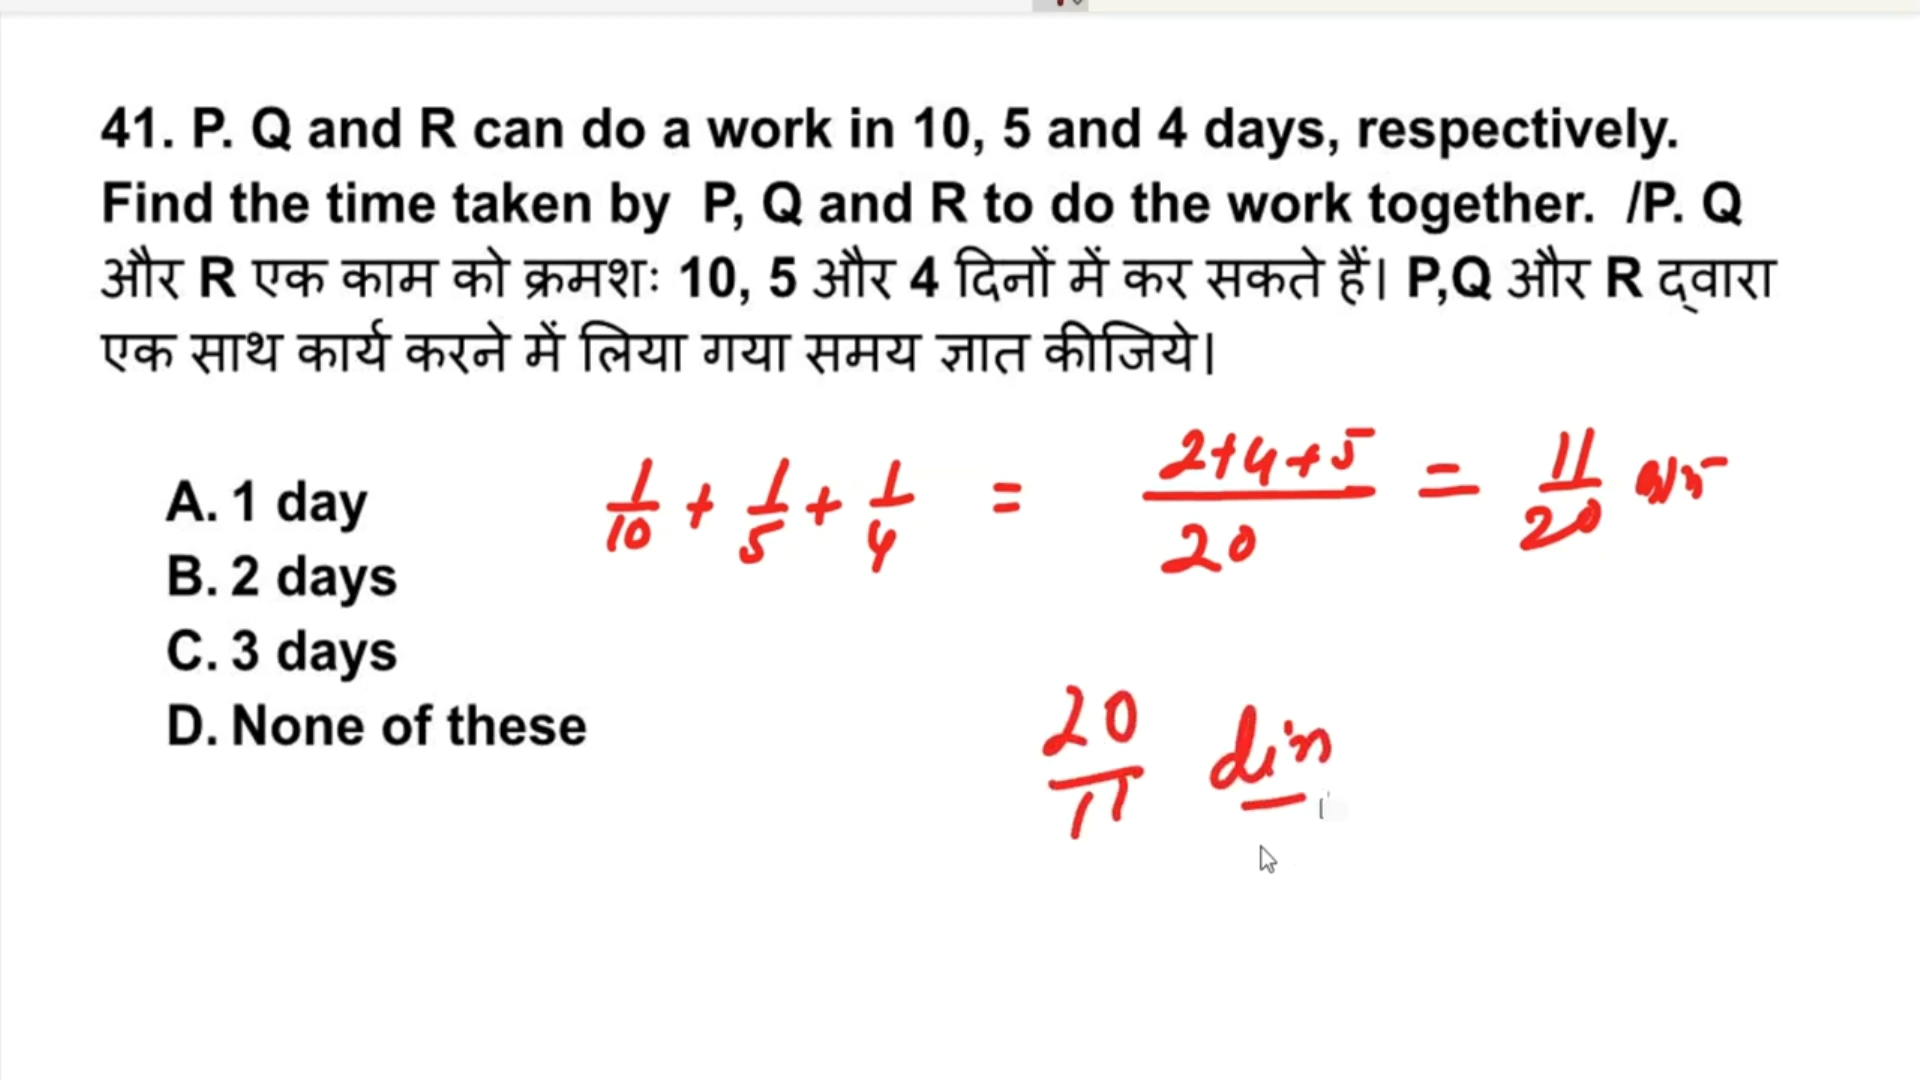 41. P. Q and R can do a work in 10, 5 and 4 days, respectively.
Find the time taken by P, Q and R to do the work together. /P. Q
और R एक काम को क्रमशः 10, 5 और 4 दिनों में कर सकते हैं। P,Q और R द्वारा
एक साथ कार्य करने में लिया गया समय ज्ञात कीजिये।
A. 1 day
B. 2 days
C. 3 days
D. None of these
1/10 + 1/5 + 1/4 = 2+4+5/20 = 11/20
20/11 din